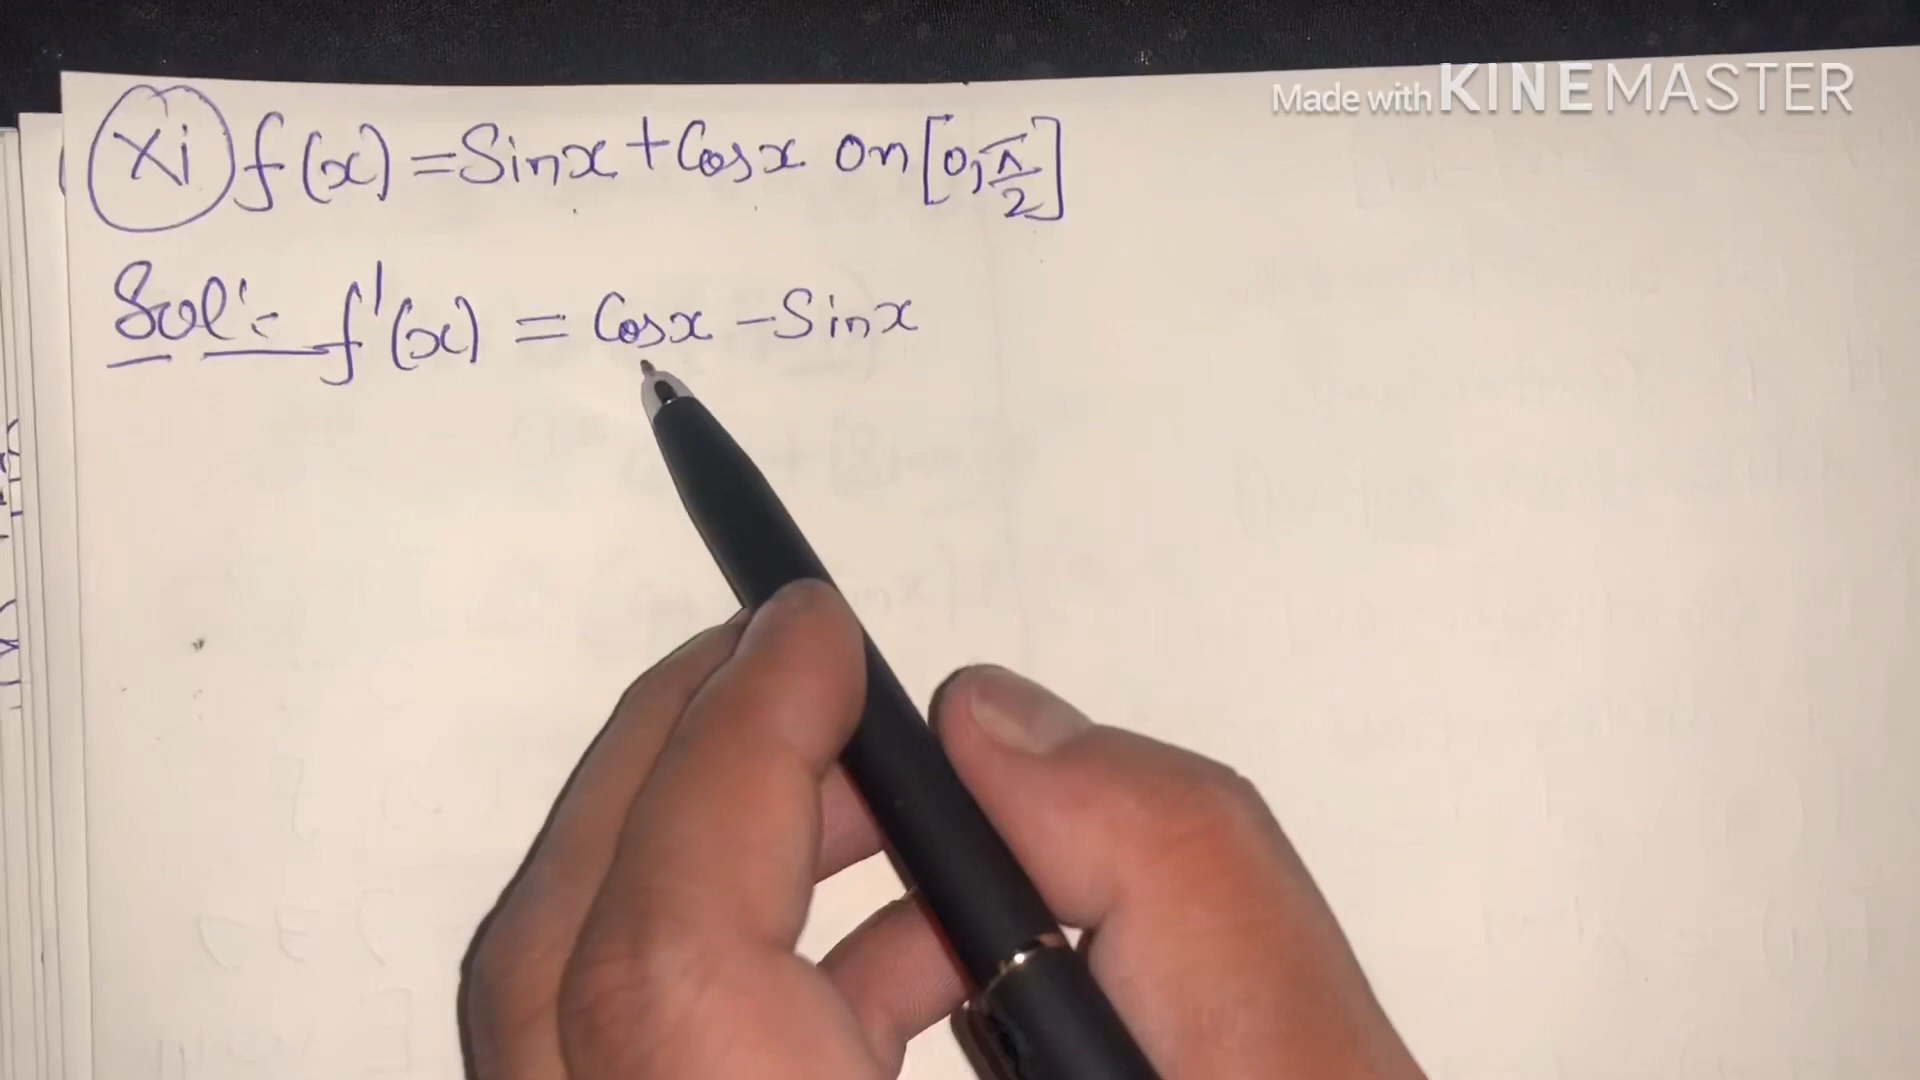 Made with KINEMASTER
xi f(x) = Sinx + Cosx on [0, π/2]
Sol:- f'(x) = Cosx - Sinx